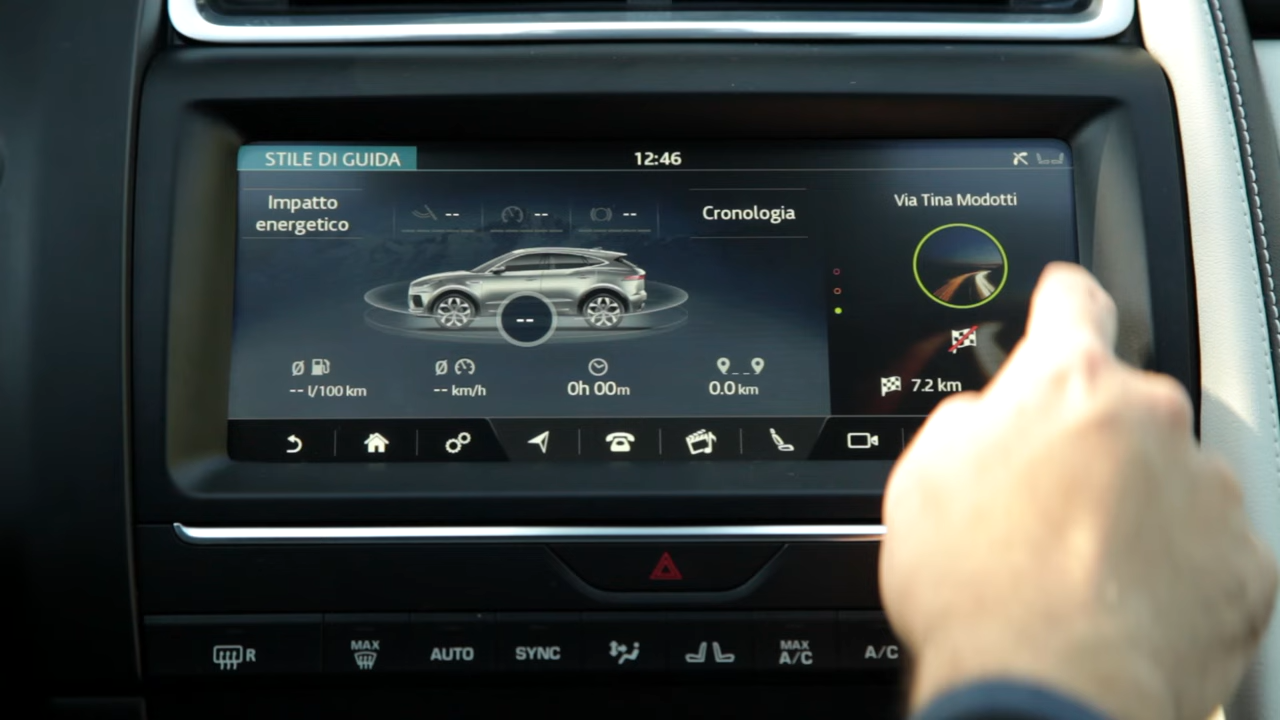 STILE DI GUIDA
12:46
Impatto
energetico
--
--
--
Cronologia
Via Tina Modotti
--
-- l/100 km
-- km/h
0h 00m
0.0 km
7.2 km
R
MAX
AUTO
SYNC
MAX
A/C
A/C